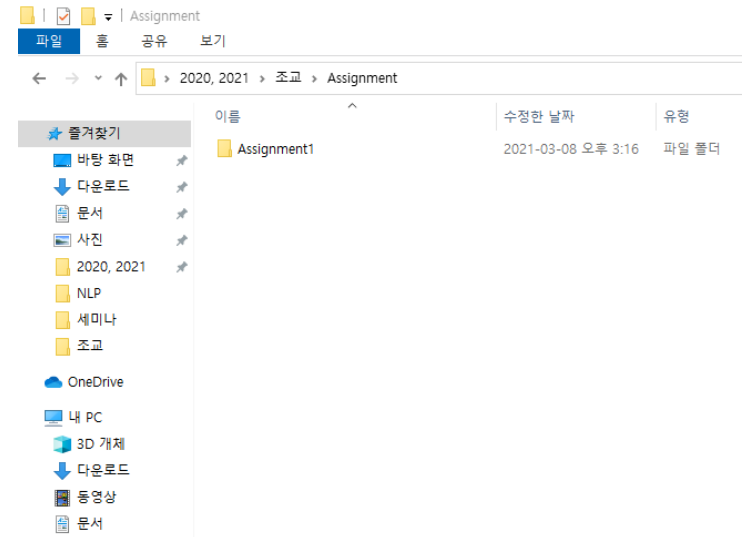 Assignment
파일 홈 공유 보기
2020, 2021 > 조교 > Assignment
이름 수정한 날짜 유형
즐겨찾기
Assignment1 2021-03-08 오후 3:16 파일 폴더
바탕 화면
다운로드
문서
사진
2020, 2021
NLP
세미나
조교
OneDrive
내 PC
3D 개체
다운로드
동영상
문서